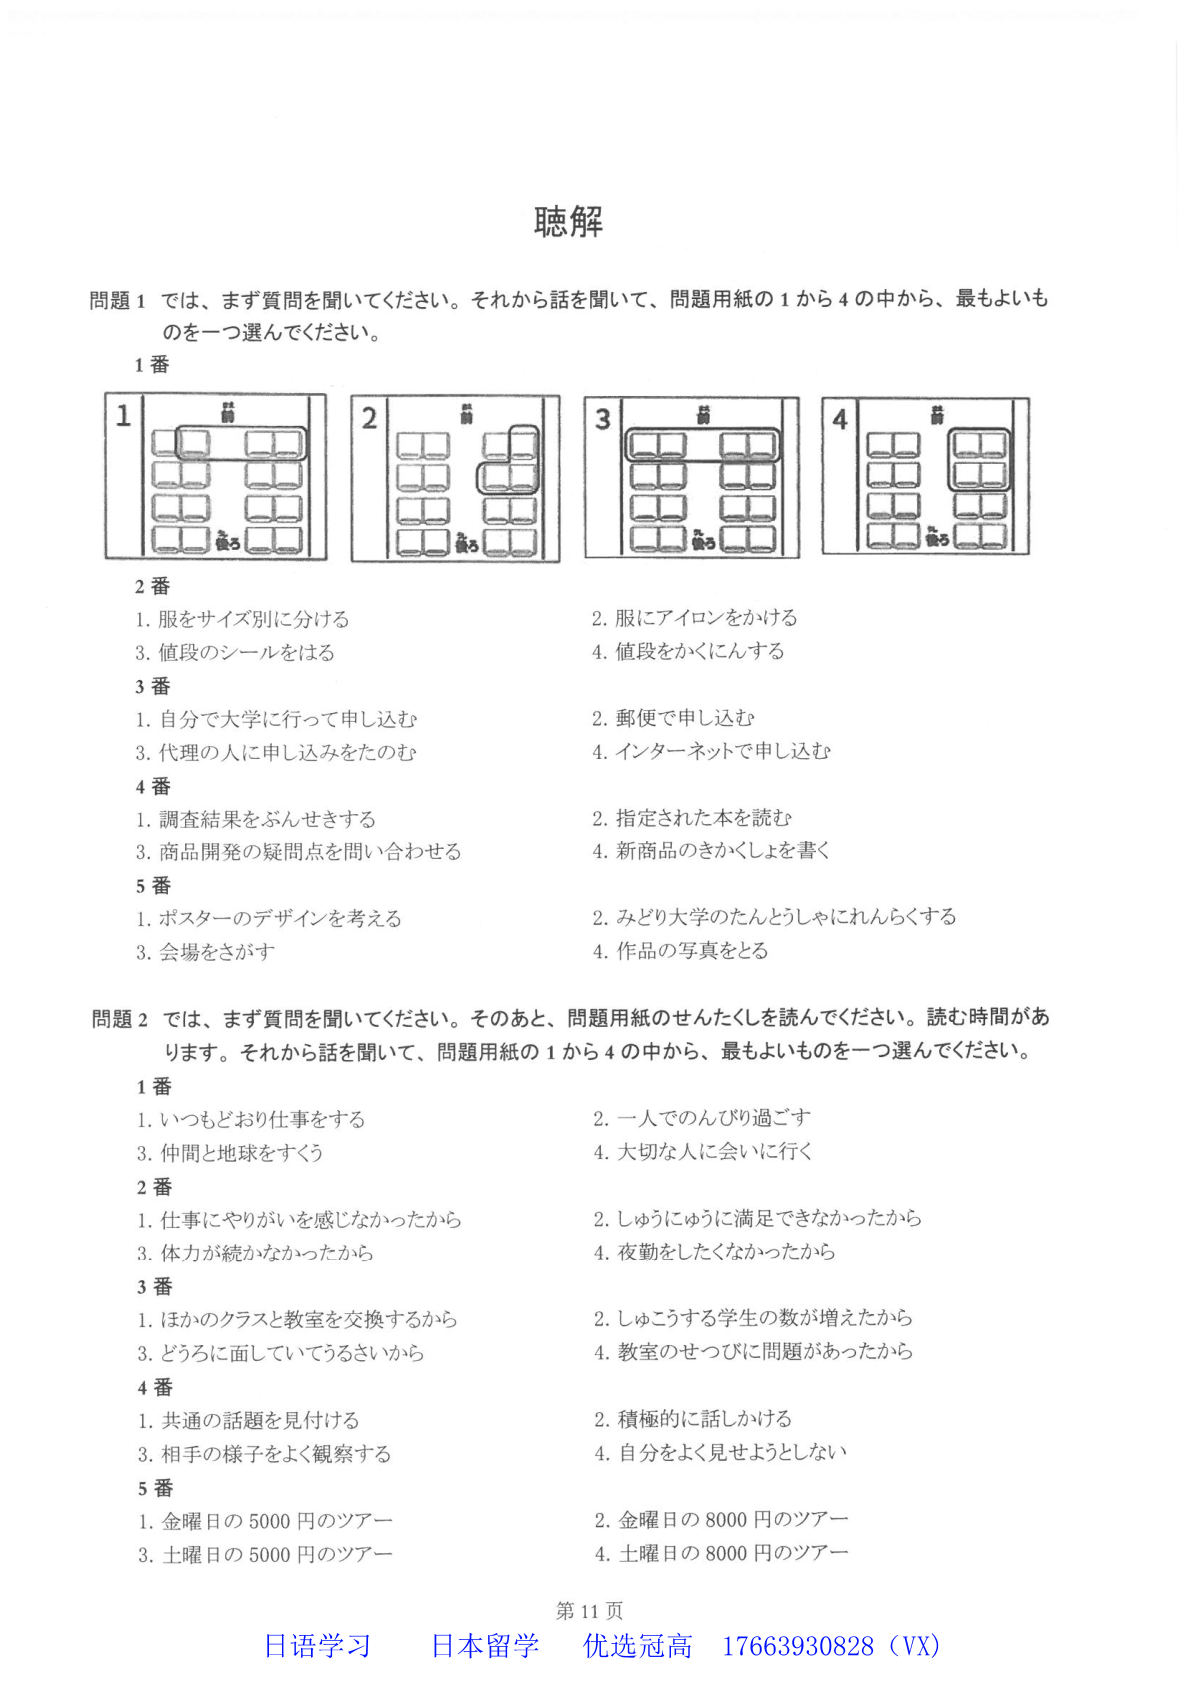 聴解
問題 1 では、まず質問を聞いてください。それから話を聞いて、問題用紙の 1 から 4 の中から、最もよいも
のを一つ選んでください。
1 番
1 前 後ろ
2 前 後ろ
3 前 後ろ
4 前 後ろ
2 番
1. 服をサイズ別に分ける 2. 服にアイロンをかける
3. 値段のシールをはる 4. 値段をかくにんする
3 番
1. 自分で大学に行って申し込む 2. 郵便で申し込む
3. 代理の人に申し込みをたのむ 4. インターネットで申し込む
4 番
1. 調査結果をぶんせきする 2. 指定された本を読む
3. 商品開発の疑問点を問い合わせる 4. 新商品のきかくしょを書く
5 番
1. ポスターのデザインを考える 2. みどり大学のたんとうしゃにれんらくする
3. 会場をさがす 4. 作品の写真をとる
問題 2 では、まず質問を聞いてください。そのあと、問題用紙のせんたくしを読んでください。読む時間があ
ります。それから話を聞いて、問題用紙の 1 から 4 の中から、最もよいものを一つ選んでください。
1 番
1. いつもどおり仕事をする 2. 一人でのんびり過ごす
3. 仲間と地球をすくう 4. 大切な人に会いに行く
2 番
1. 仕事にやりがいを感じなかったから 2. しゅうにゅうに満足できなかったから
3. 体力が続かなかったから 4. 夜勤をしたくなかったから
3 番
1. ほかのクラスと教室を交換するから 2. しゅこうする学生の数が増えたから
3. どうろに面していてうるさいから 4. 教室のせつびに問題があったから
4 番
1. 共通の話題を見付ける 2. 積極的に話しかける
3. 相手の様子をよく観察する 4. 自分をよく見せようとしない
5 番
1. 金曜日の 5000 円のツアー 2. 金曜日の 8000 円のツアー
3. 土曜日の 5000 円のツアー 4. 土曜日の 8000 円のツアー
第 11 页
日语学习 日本留学 优选冠高 17663930828（VX）